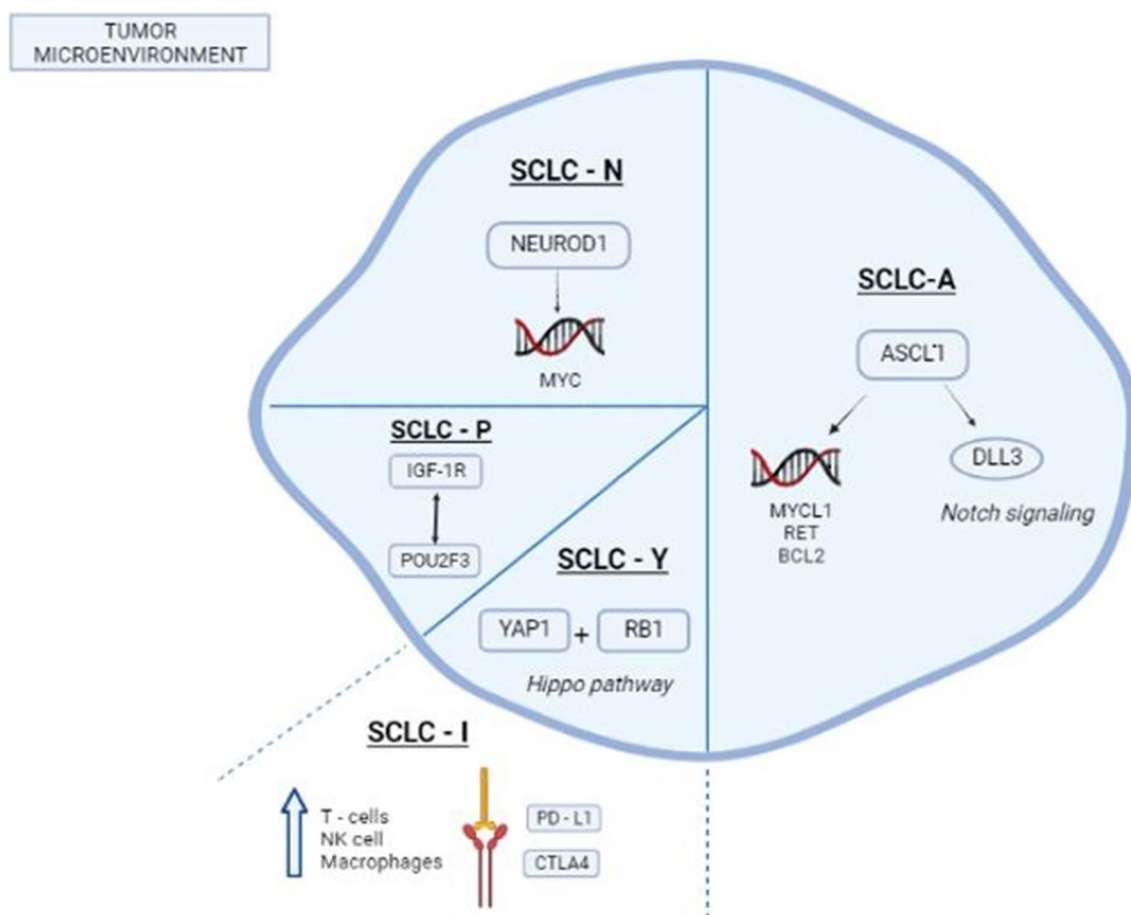 TUMOR
MICROENVIRONMENT
SCLC - N
NEUROD1
MYC
SCLC-A
ASCL1
DLL3
MYCL1
RET
BCL2
Notch signaling
SCLC - P
IGF-1R
POU2F3
SCLC - Y
YAP1 + RB1
Hippo pathway
SCLC - I
T - cells
NK cell
Macrophages
PD - L1
CTLA4